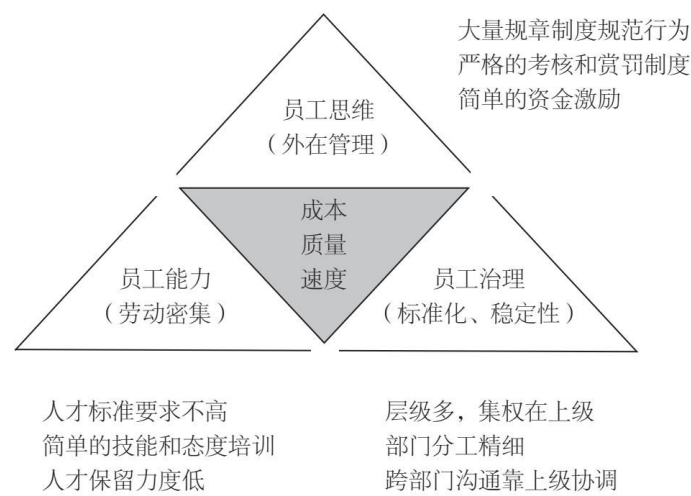 大量规章制度规范行为
严格的考核和赏罚制度
简单的资金激励
员工思维
（外在管理）
成本
质量
速度
员工能力
（劳动密集）
员工治理
（标准化、稳定性）
人才标准要求不高
简单的技能和态度培训
人才保留力度低
层级多，集权在上级
部门分工精细
跨部门沟通靠上级协调